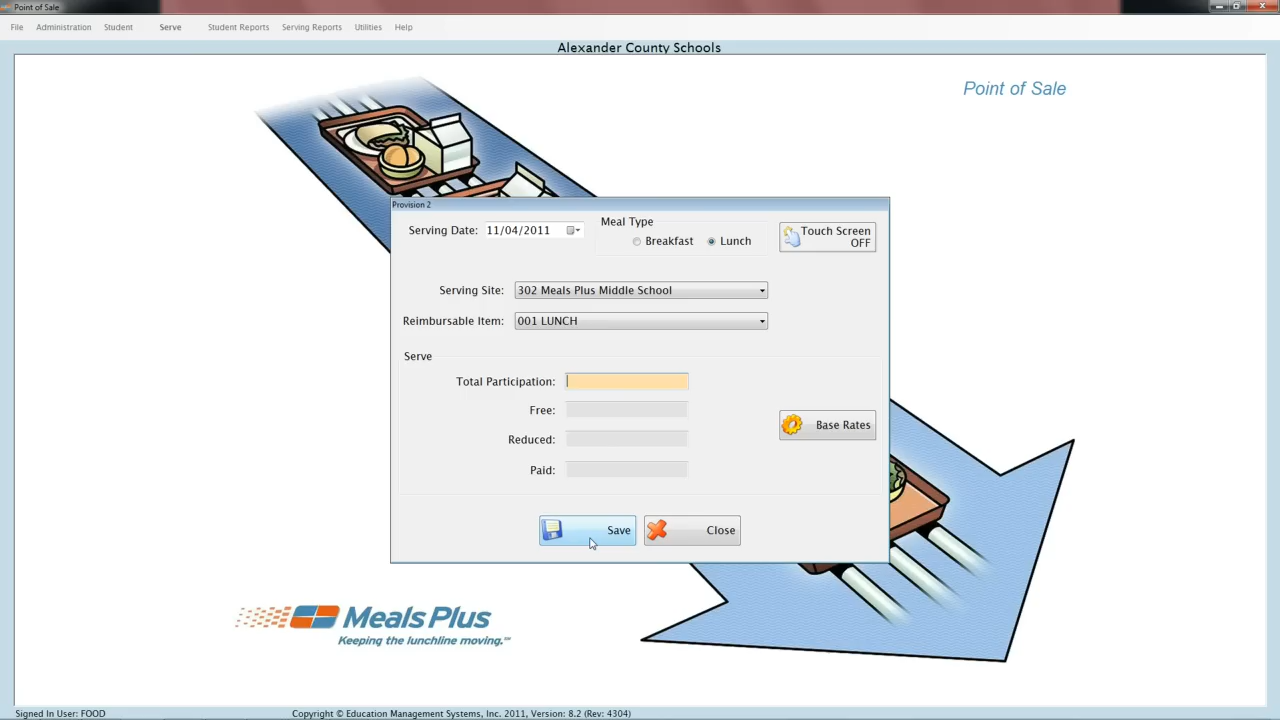 Point of Sale
File Administration Student Serve Student Reports Serving Reports Utilities Help
Alexander County Schools
Point of Sale
Provision 2
Serving Date: 11/04/2011
Meal Type
Breakfast Lunch
Touch Screen
OFF
Serving Site: 302 Meals Plus Middle School
Reimbursable Item: 001 LUNCH
Serve
Total Participation:
Free:
Reduced:
Paid:
Base Rates
Save Close
Meals Plus
Keeping the lunchline moving.℠
Signed In User: FOOD Copyright © Education Management Systems, Inc. 2011, Version: 8.2 (Rev: 4304)